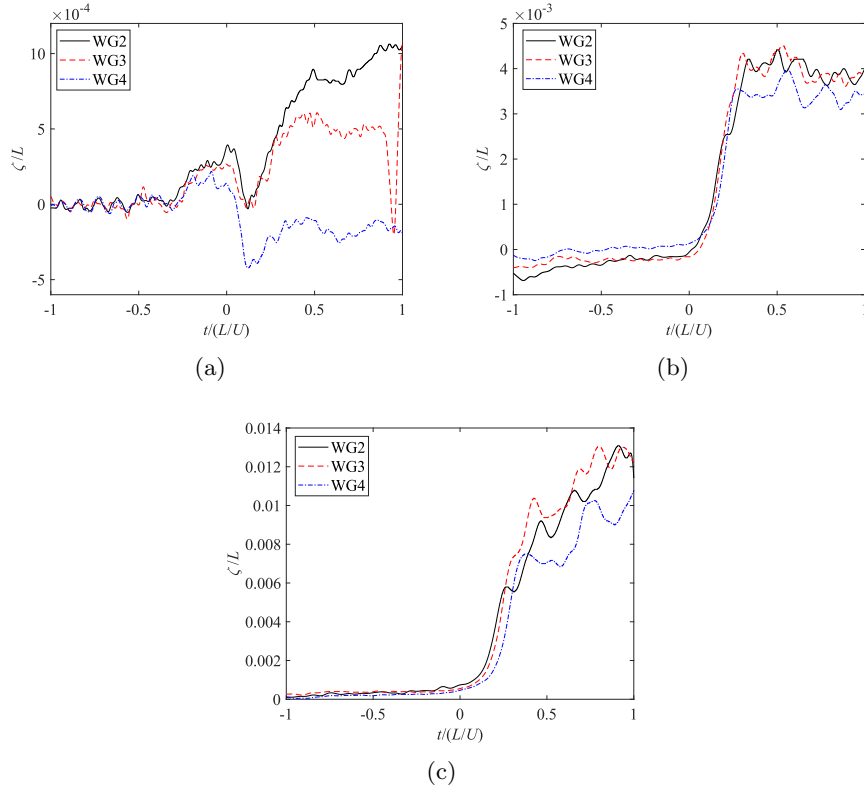 ×10⁻⁴
WG2
WG3
WG4
10
5
0
-5
ζ/L
-1
-0.5
0
0.5
1
t/(L/U)
(a)
×10⁻³
WG2
WG3
WG4
5
4
3
2
1
0
-1
ζ/L
-1
-0.5
0
0.5
1
t/(L/U)
(b)
WG2
WG3
WG4
0.014
0.012
0.01
0.008
0.006
0.004
0.002
0
ζ/L
-1
-0.5
0
0.5
1
t/(L/U)
(c)